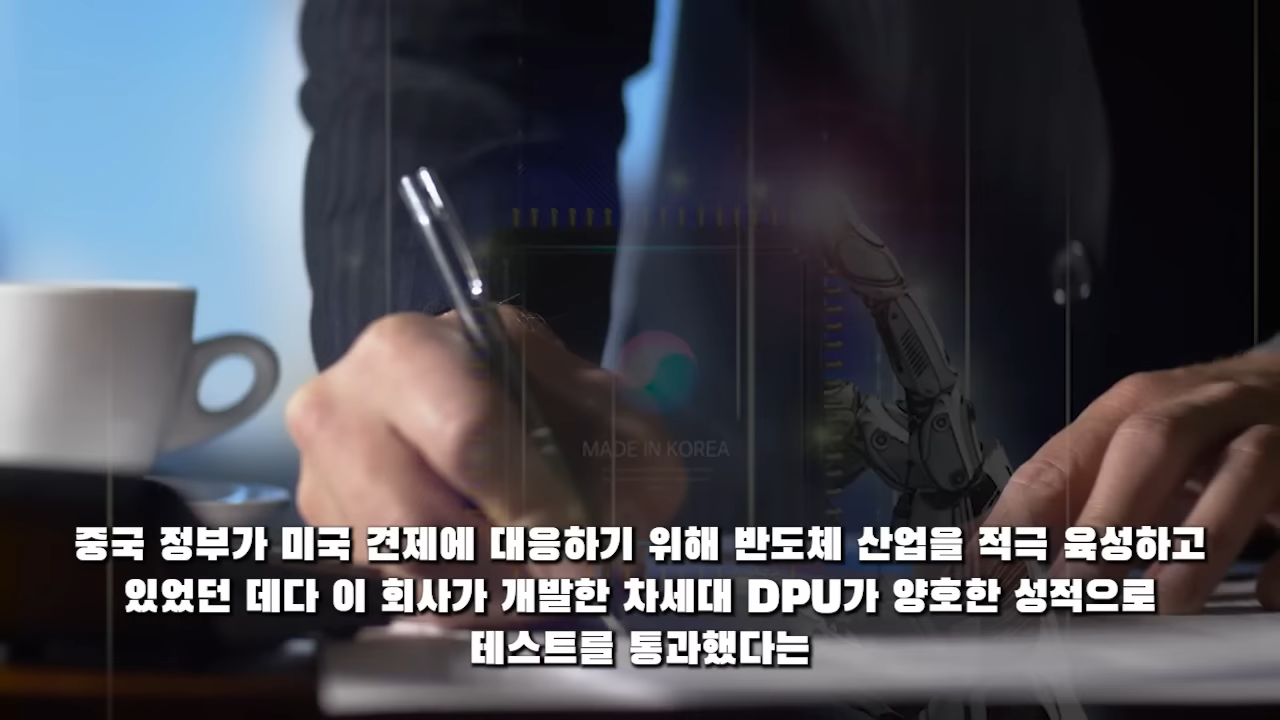 MADE IN KOREA
중국 정부가 미국 견제에 대응하기 위해 반도체 산업을 적극 육성하고
있었던 데다 이 회사가 개발한 차세대 DPU가 양호한 성적으로
테스트를 통과했다는